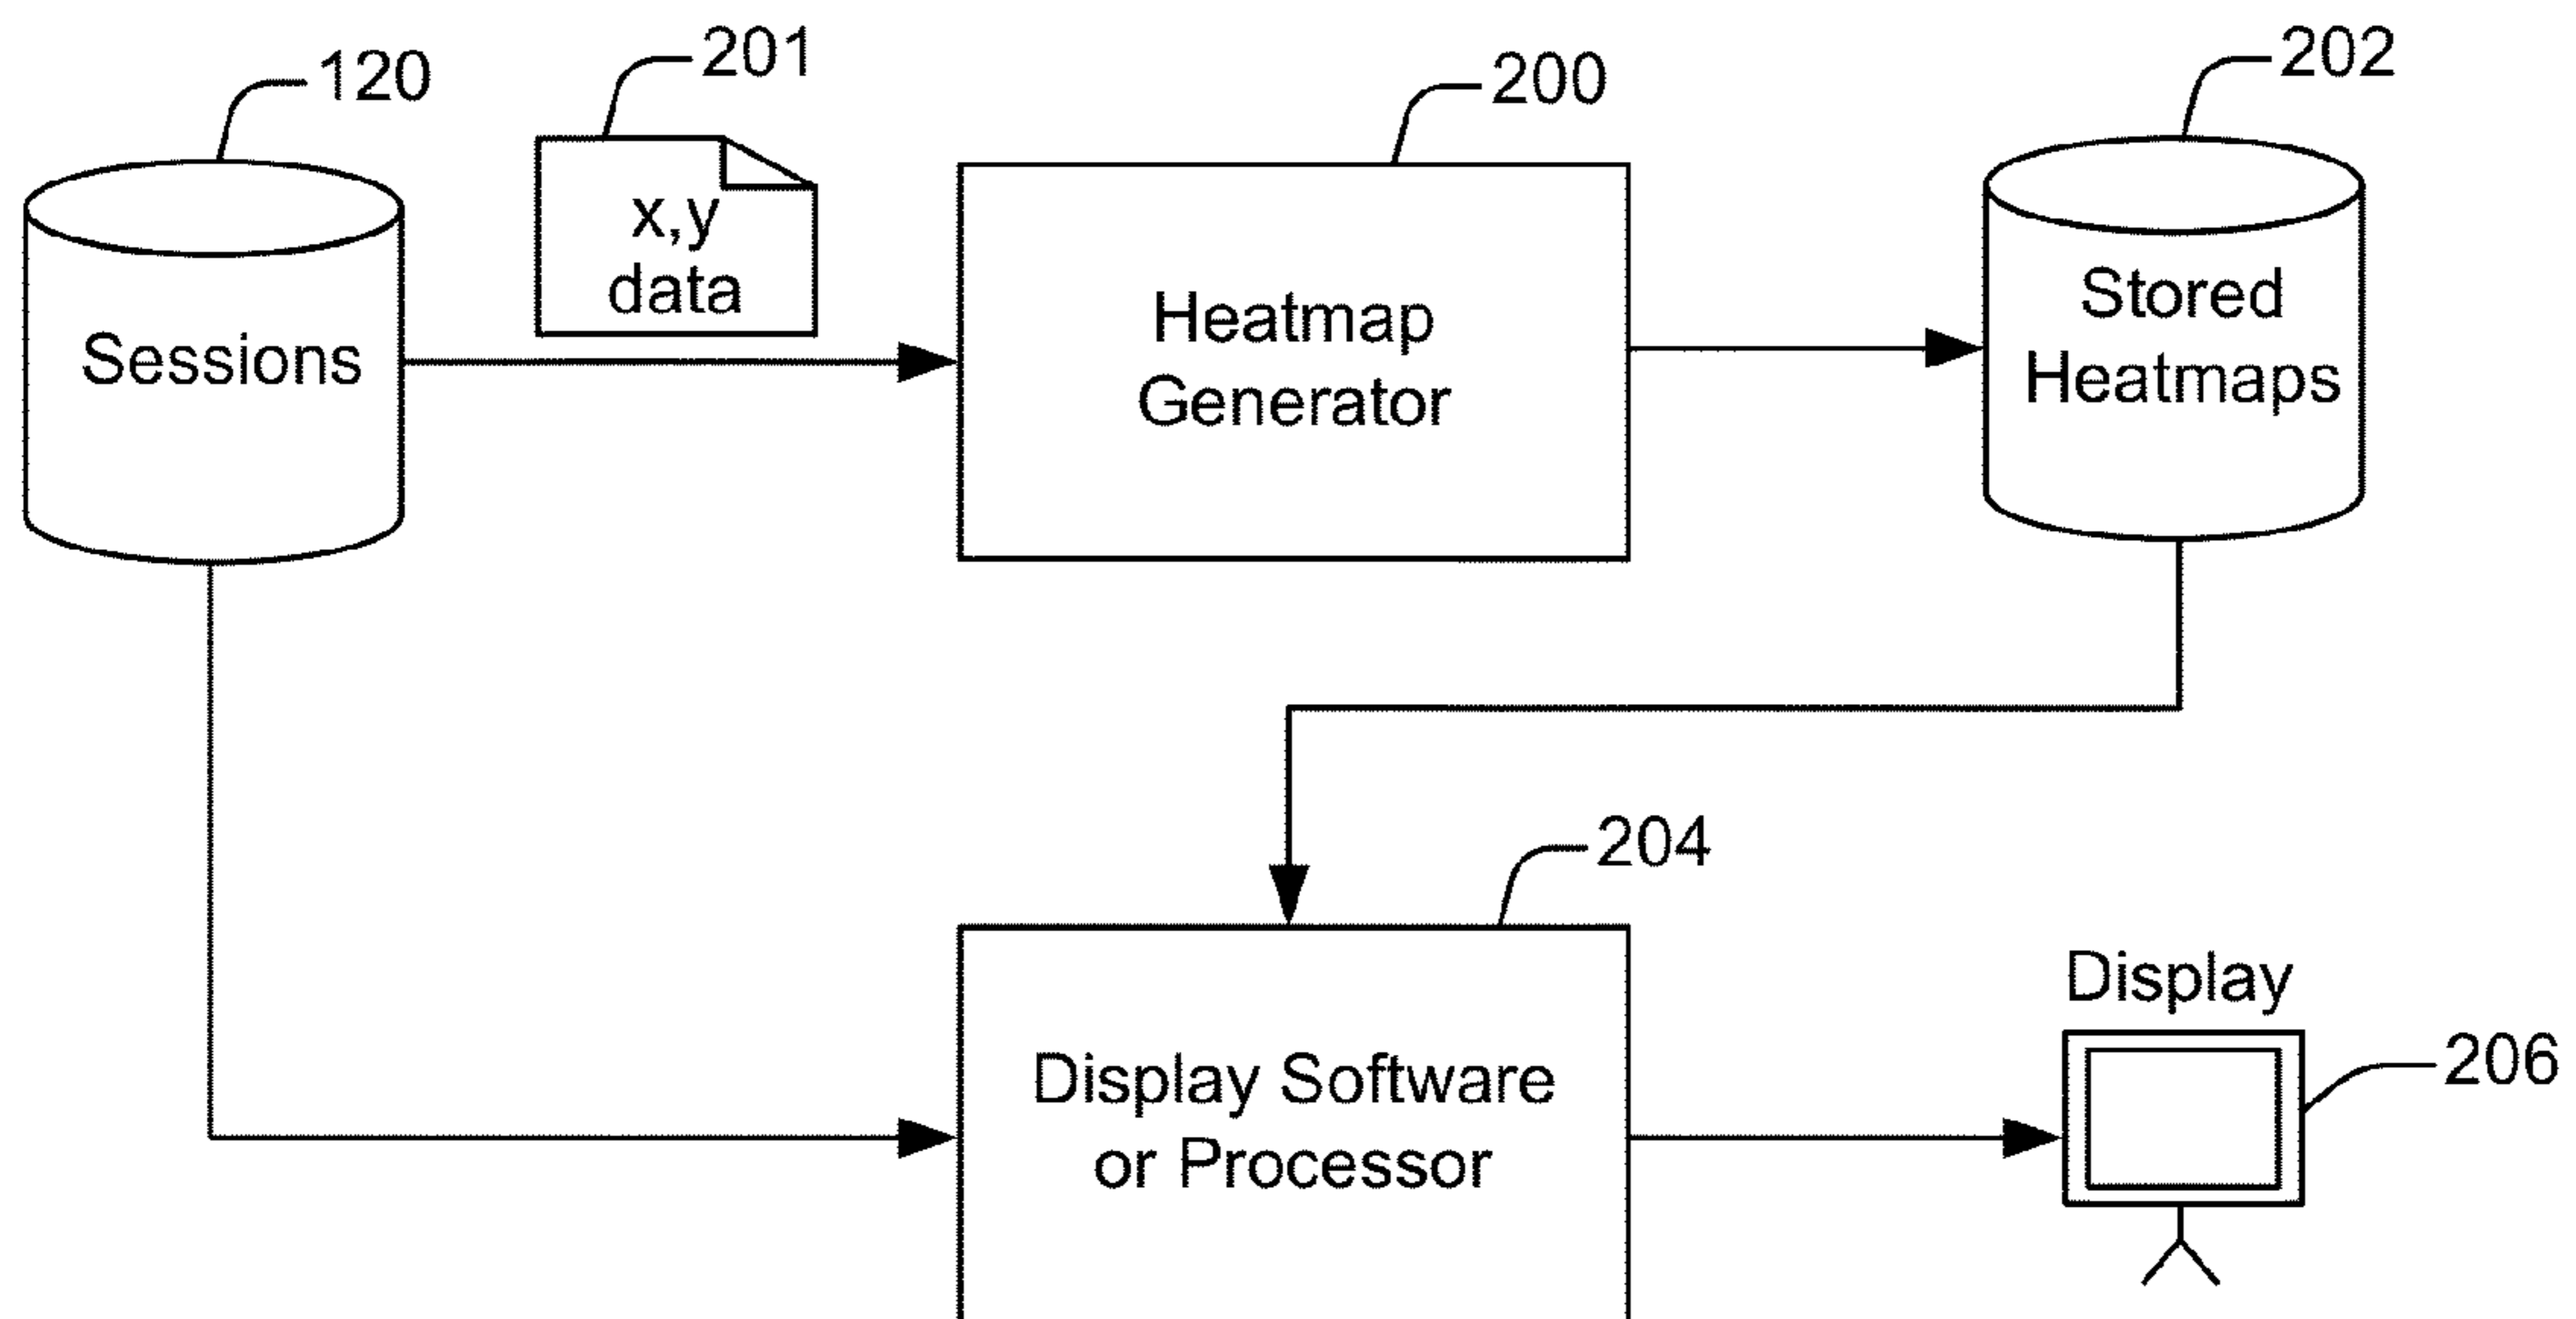 120
201
200
202
x,y
data
Sessions
Heatmap
Generator
Stored
Heatmaps
204
Display
206
Display Software
or Processor